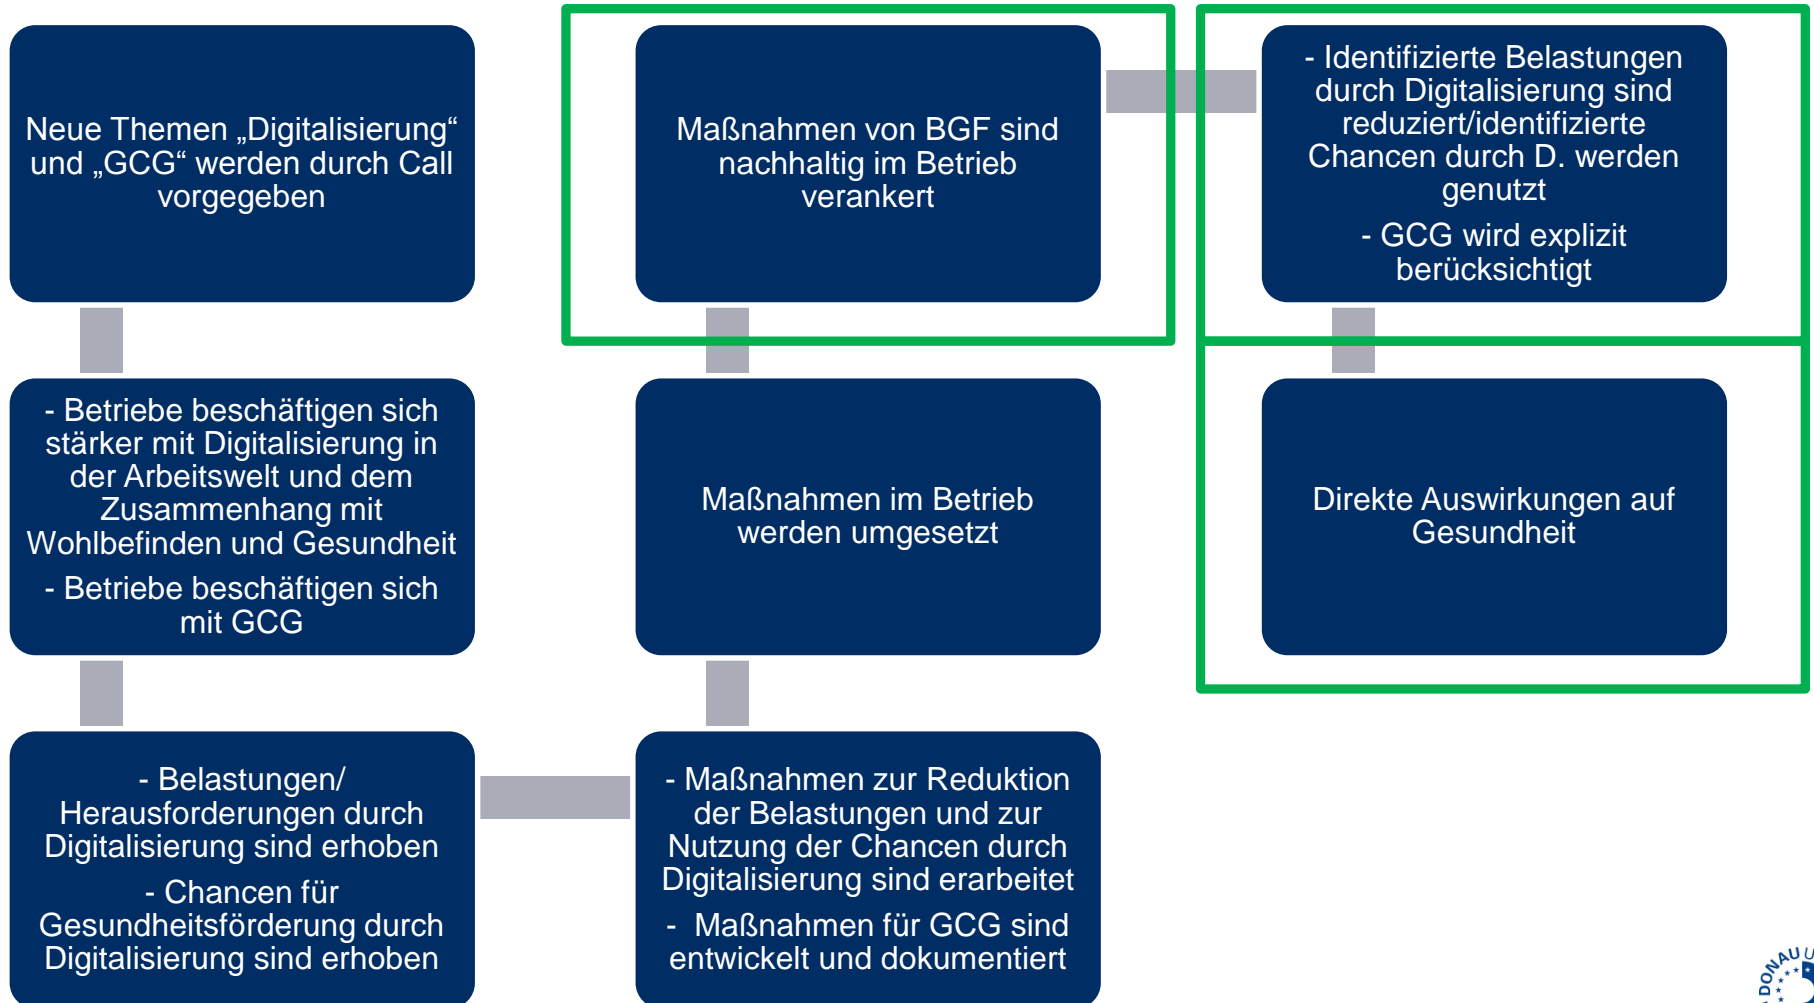 Neue Themen „Digitalisierung“
und „GCG“ werden durch Call
vorgegeben
- Betriebe beschäftigen sich
stärker mit Digitalisierung in
der Arbeitswelt und dem
Zusammenhang mit
Wohlbefinden und Gesundheit
- Betriebe beschäftigen sich
mit GCG
- Belastungen/
Herausforderungen durch
Digitalisierung sind erhoben
- Chancen für
Gesundheitsförderung durch
Digitalisierung sind erhoben
- Maßnahmen zur Reduktion
der Belastungen und zur
Nutzung der Chancen durch
Digitalisierung sind erarbeitet
- Maßnahmen für GCG sind
entwickelt und dokumentiert
Maßnahmen im Betrieb
werden umgesetzt
Maßnahmen von BGF sind
nachhaltig im Betrieb
verankert
- Identifizierte Belastungen
durch Digitalisierung sind
reduziert/identifizierte
Chancen durch D. werden
genutzt
- GCG wird explizit
berücksichtigt
Direkte Auswirkungen auf
Gesundheit
DONAU